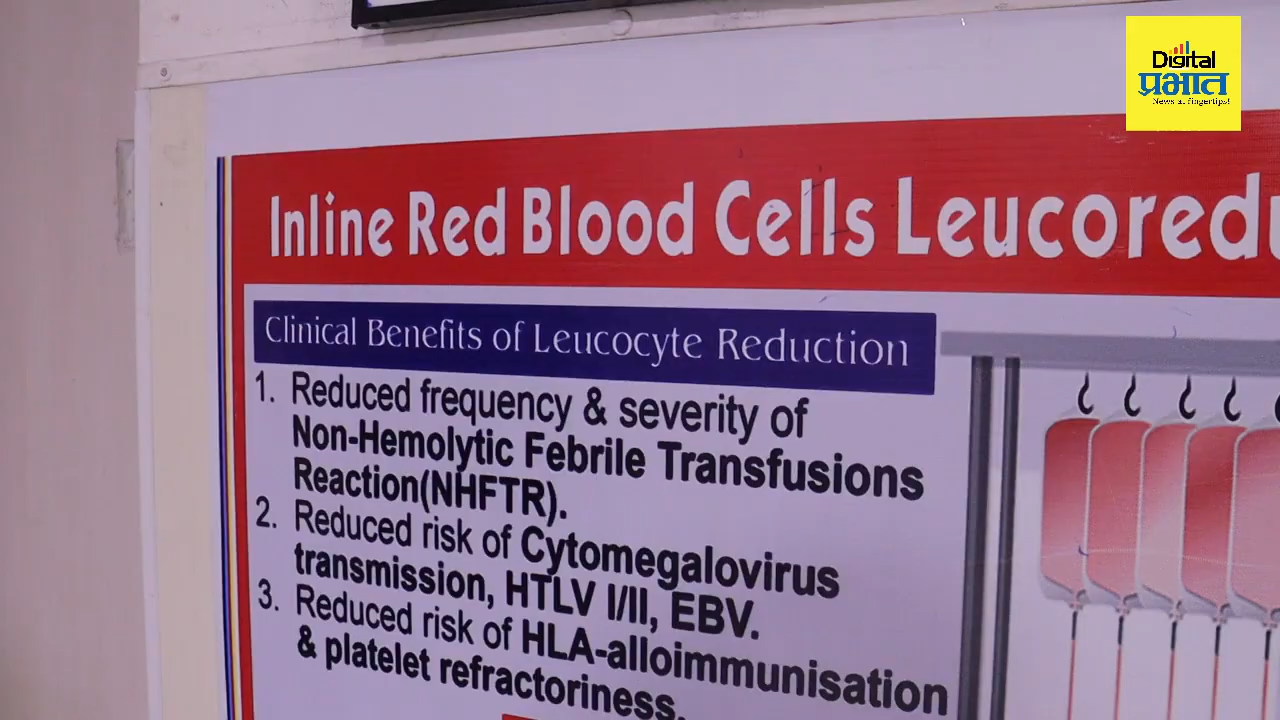 Digital
प्रभात
News at fingertips!
Inline Red Blood Cells Leucoredu
Clinical Benefits of Leucocyte Reduction
1. Reduced frequency & severity of
Non-Hemolytic Febrile Transfusions
Reaction(NHFTR).
2. Reduced risk of Cytomegalovirus
transmission, HTLV I/II, EBV.
3. Reduced risk of HLA-alloimmunisation
& platelet refractoriness.